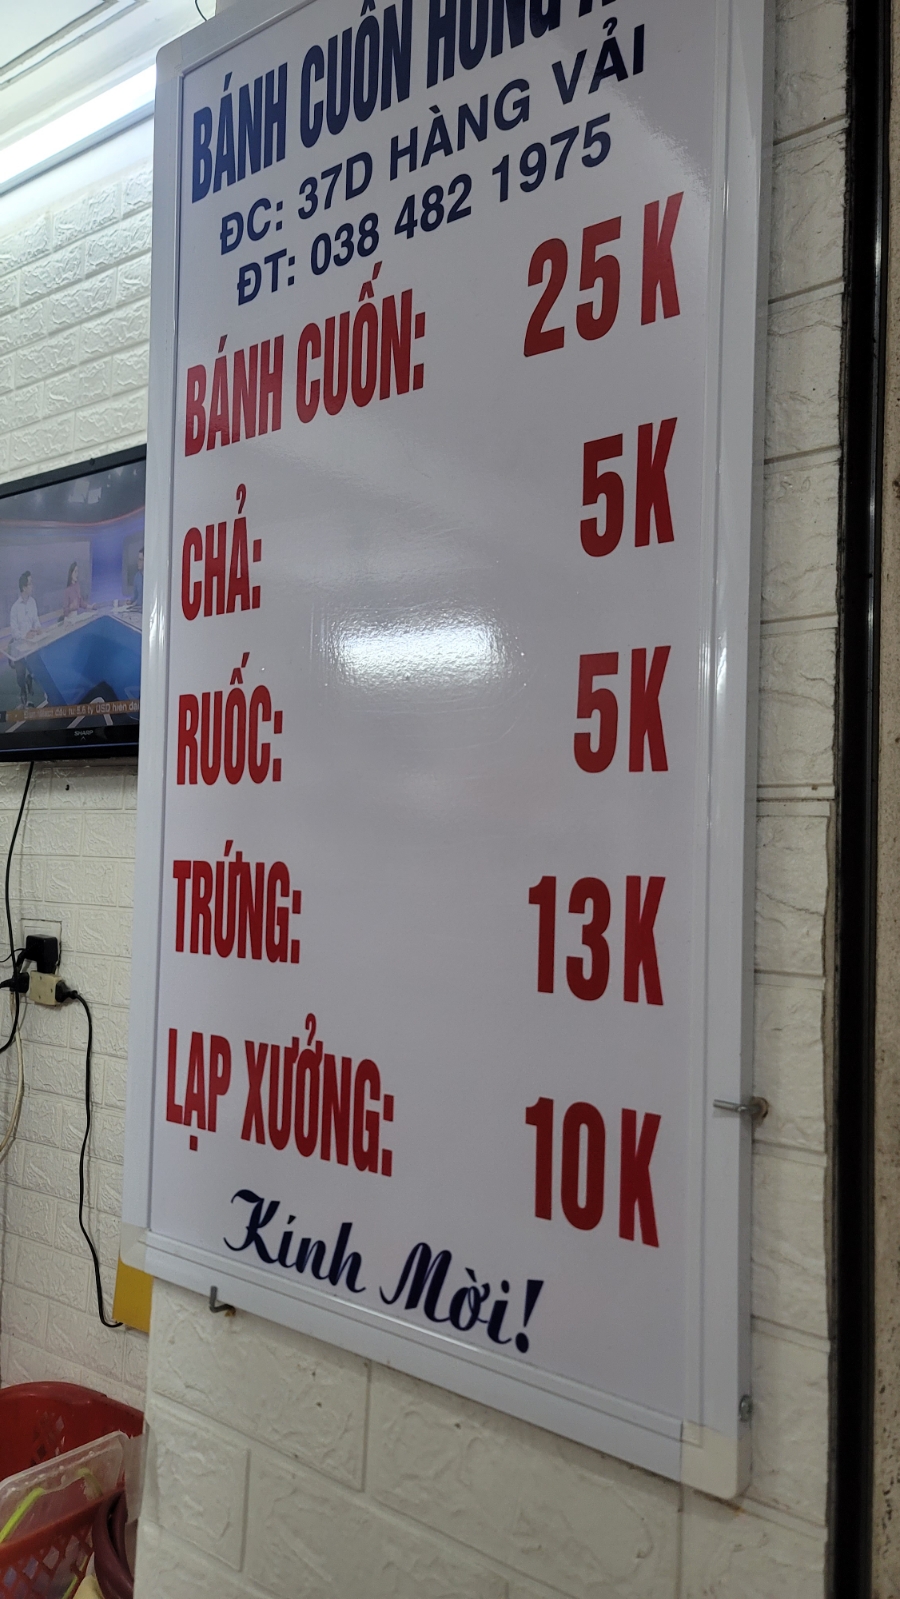 BÁNH CUỐN
ĐC: 37D HÀNG VẢI
ĐT: 038 482 1975
BÁNH CUỐN: 25K
CHẢ: 5K
RUỐC: 5K
TRỨNG: 13K
LẠP XƯỞNG: 10K
Kính Mời!
SHARP